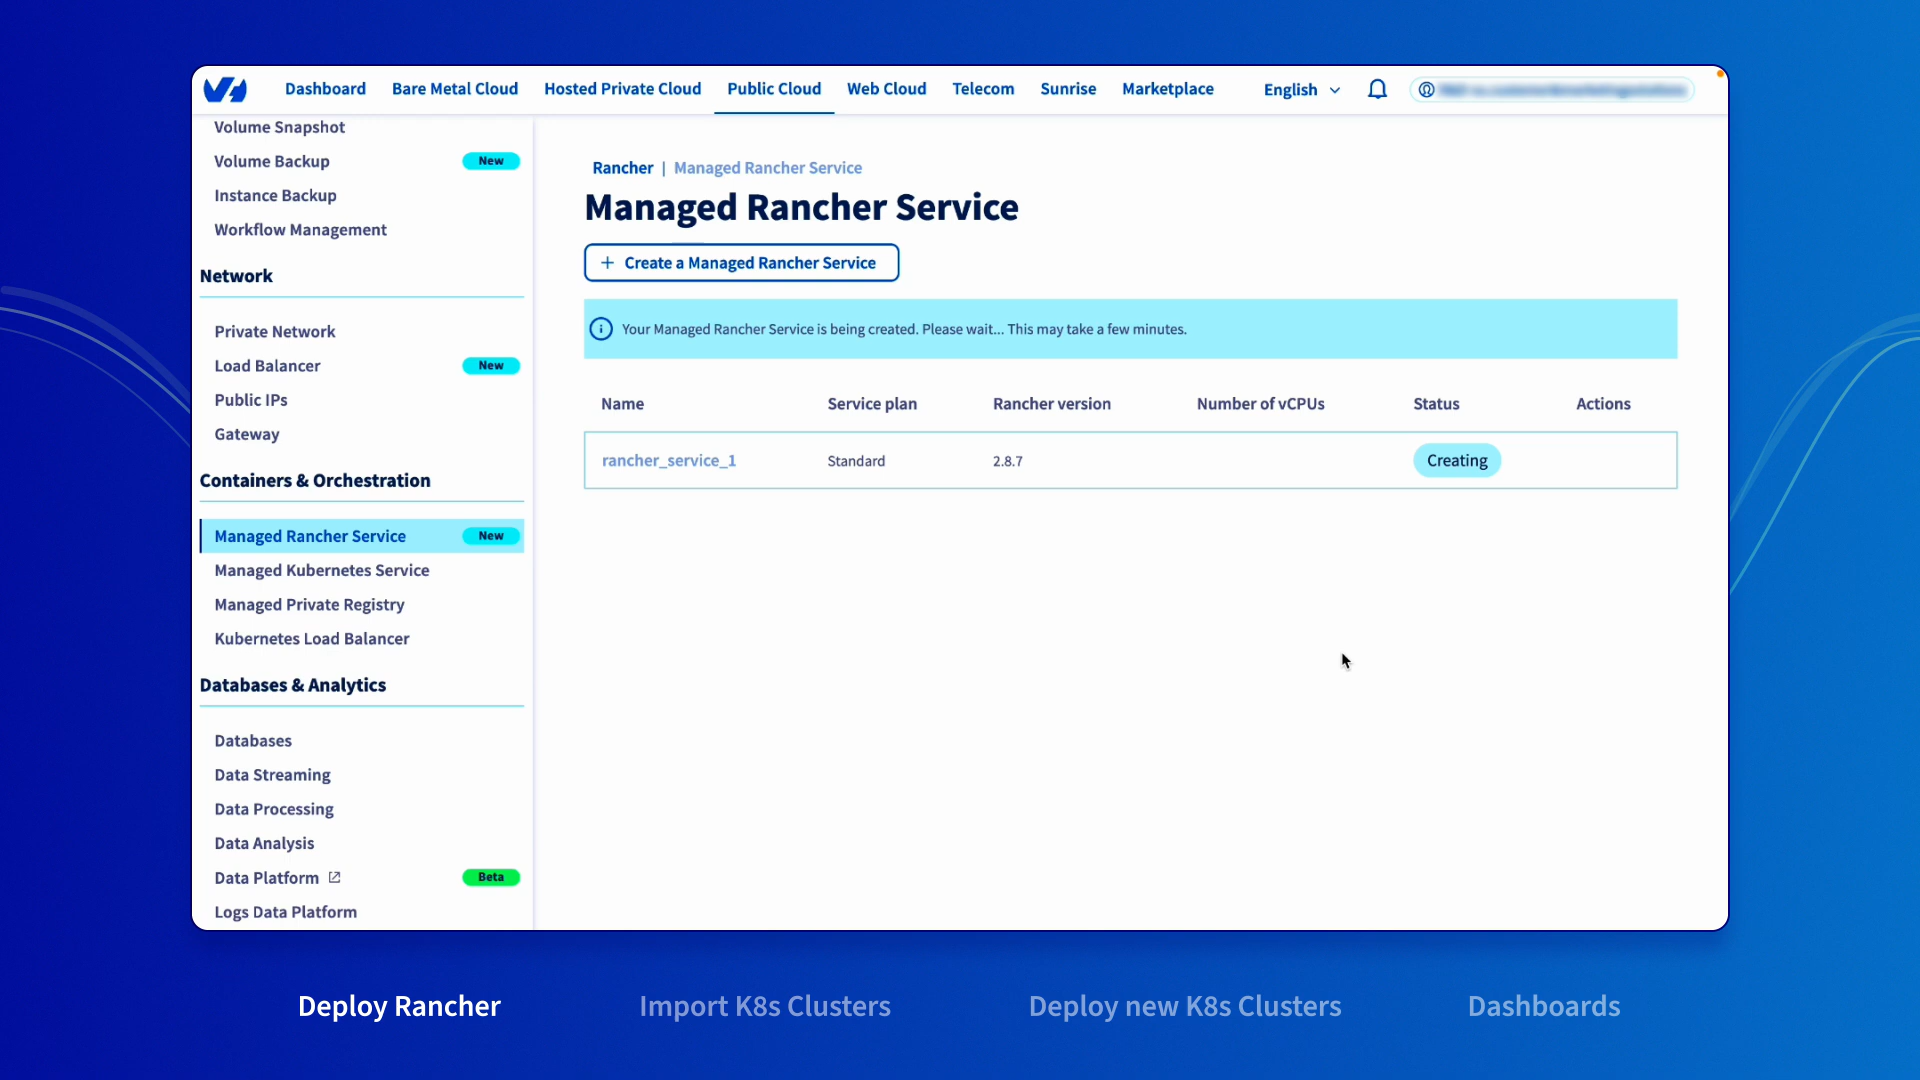 Dashboard Bare Metal Cloud Hosted Private Cloud Public Cloud Web Cloud Telecom Sunrise Marketplace English
Volume Snapshot
Volume Backup New
Instance Backup
Workflow Management
Network
Private Network
Load Balancer New
Public IPs
Gateway
Containers & Orchestration
Managed Rancher Service New
Managed Kubernetes Service
Managed Private Registry
Kubernetes Load Balancer
Databases & Analytics
Databases
Data Streaming
Data Processing
Data Analysis
Data Platform Beta
Logs Data Platform
Rancher | Managed Rancher Service
Managed Rancher Service
+ Create a Managed Rancher Service
Your Managed Rancher Service is being created. Please wait... This may take a few minutes.
Name Service plan Rancher version Number of vCPUs Status Actions
rancher_service_1 Standard 2.8.7 Creating
Deploy Rancher Import K8s Clusters Deploy new K8s Clusters Dashboards